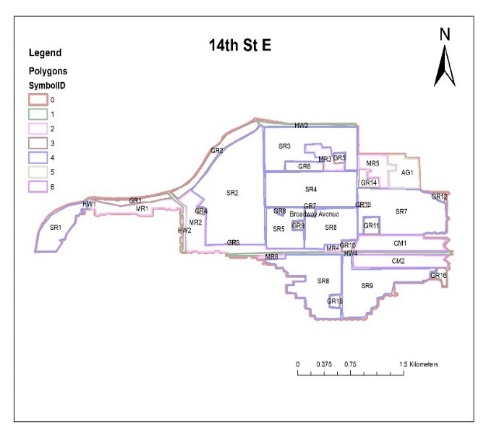 14th St E
N
Legend
Polygons
SymbolID
0
1
2
3
4
5
6
HW3
SR3
GR2
MR3
GR5
GR6
MR5
AG1
GR14
SR2
SR4
GR12
HW1
GR1
MR1
GR4
GR7
GR10
GR8
Broadway Avenue
SR7
SR1
MR2
GR9
GR11
HW2
SR5
SR6
GR3
MR4
GR10
CM1
MR6
HW4
CM2
GR16
SR8
SR9
GR15
0 0.375 0.75 1.5 Kilometers